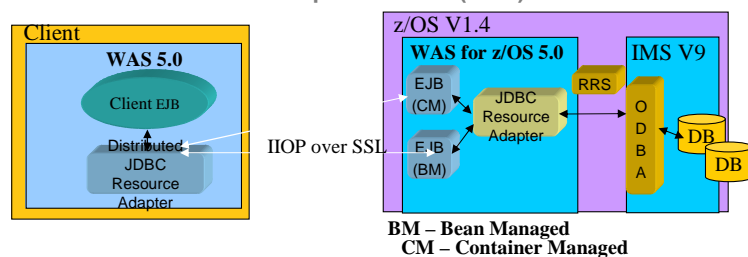 Client
WAS 5.0
Client EJB
Distributed
JDBC
Resource
Adapter
IIOP over SSL
z/OS V1.4
WAS for z/OS 5.0
EJB
(CM)
EJB
(BM)
JDBC
Resource
Adapter
RRS
IMS V9
O
D
B
A
DB
DB
BM – Bean Managed
CM – Container Managed